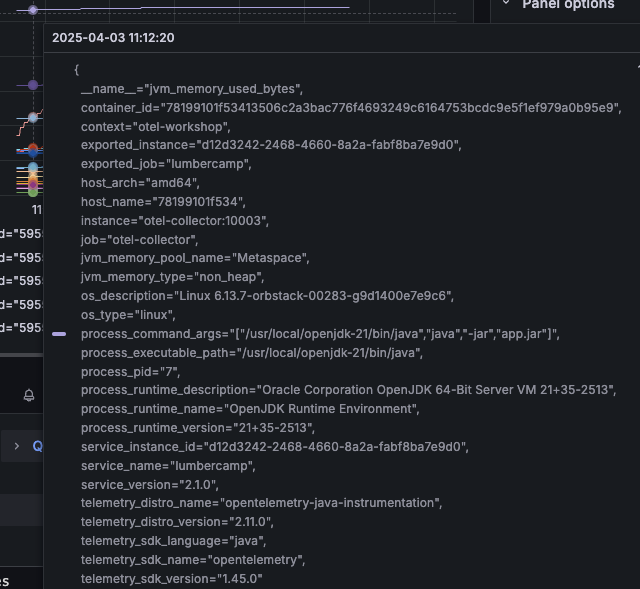 Panel options
2025-04-03 11:12:20
{
__name__="jvm_memory_used_bytes",
container_id="78199101f53413506c2a3bac776f4693249c6164753bcdc9e5f1ef979a0b95e9",
context="otel-workshop",
exported_instance="d12d3242-2468-4660-8a2a-fabf8ba7e9d0",
exported_job="lumbercamp",
host_arch="amd64",
host_name="78199101f534",
instance="otel-collector:10003",
job="otel-collector",
jvm_memory_pool_name="Metaspace",
jvm_memory_type="non_heap",
os_description="Linux 6.13.7-orbstack-00283-g9d1400e7e9c6",
os_type="linux",
process_command_args="["/usr/local/openjdk-21/bin/java","java","-jar","app.jar"]",
process_executable_path="/usr/local/openjdk-21/bin/java",
process_pid="7",
process_runtime_description="Oracle Corporation OpenJDK 64-Bit Server VM 21+35-2513",
process_runtime_name="OpenJDK Runtime Environment",
process_runtime_version="21+35-2513",
service_instance_id="d12d3242-2468-4660-8a2a-fabf8ba7e9d0",
service_name="lumbercamp",
service_version="2.1.0",
telemetry_distro_name="opentelemetry-java-instrumentation",
telemetry_distro_version="2.11.0",
telemetry_sdk_language="java",
telemetry_sdk_name="opentelemetry",
telemetry_sdk_version="1.45.0"
11
d="595
d="595
d="595
d="595
d="595
Q
es